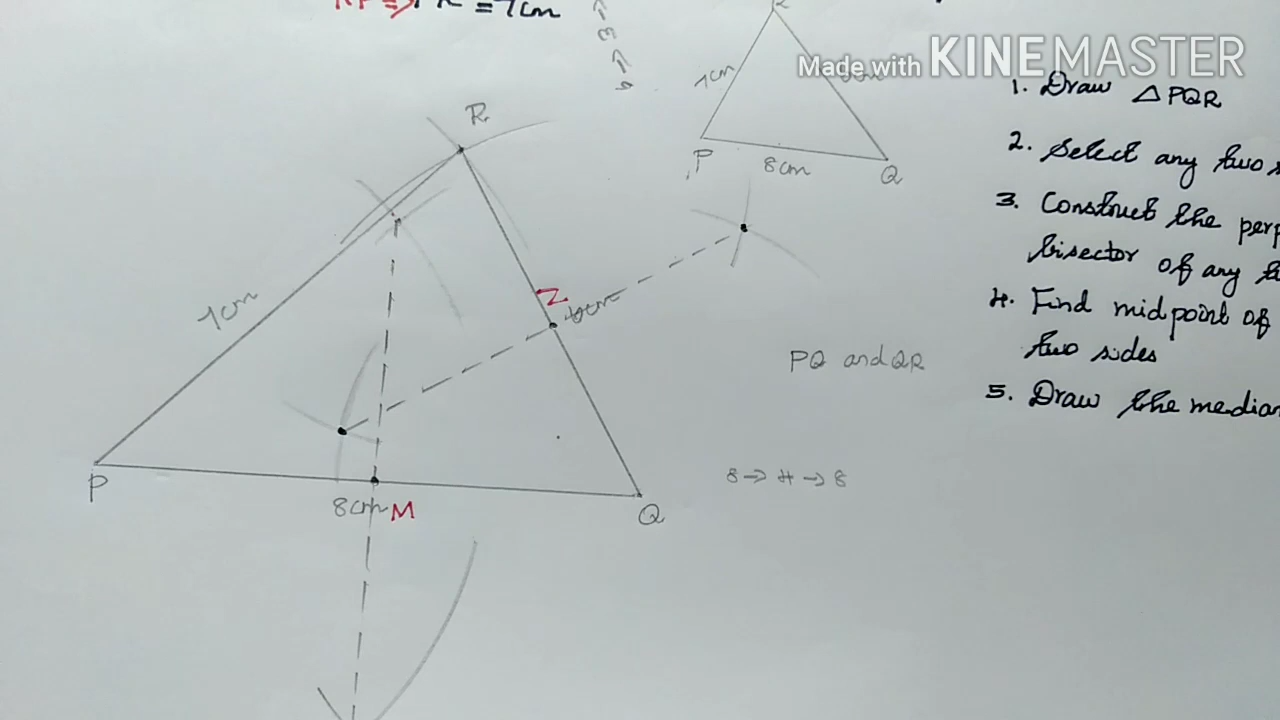 = 7cm
Made with KINEMASTER
R
7cm
P
8cm
Q
R
7cm
Z
P
8cm M
Q
PQ and QR
8 → 4 → 8
1. Draw △ PQR
2. Select any two
3. Construct the perp
bisector of any
4. Find midpoint of
two sides
5. Draw the median